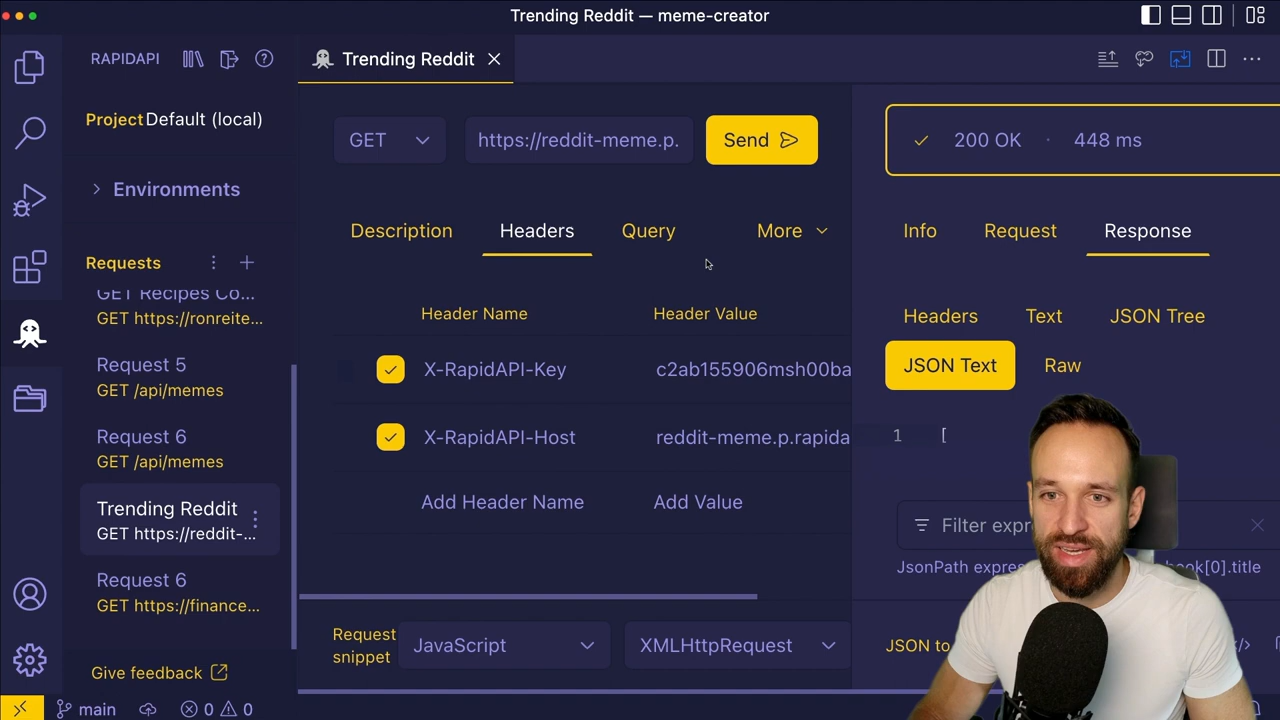 Trending Reddit — meme-creator
RAPIDAPI
Trending Reddit
Project Default (local)
GET
https://reddit-meme.p.
Send
200 OK · 448 ms
Environments
Description
Headers
Query
More
Info
Request
Response
Requests
GET Recipes Co...
GET https://ronreite...
Header Name
Header Value
Headers
Text
JSON Tree
Request 5
GET /api/memes
X-RapidAPI-Key
c2ab155906msh00ba
JSON Text
Raw
Request 6
GET /api/memes
X-RapidAPI-Host
reddit-meme.p.rapida
1 [
Trending Reddit
GET https://reddit-...
Add Header Name
Add Value
Filter expre
JsonPath expres
ook[0].title
Request 6
GET https://finance...
Request
snippet
JavaScript
XMLHttpRequest
JSON to
Give feedback
main
0
0